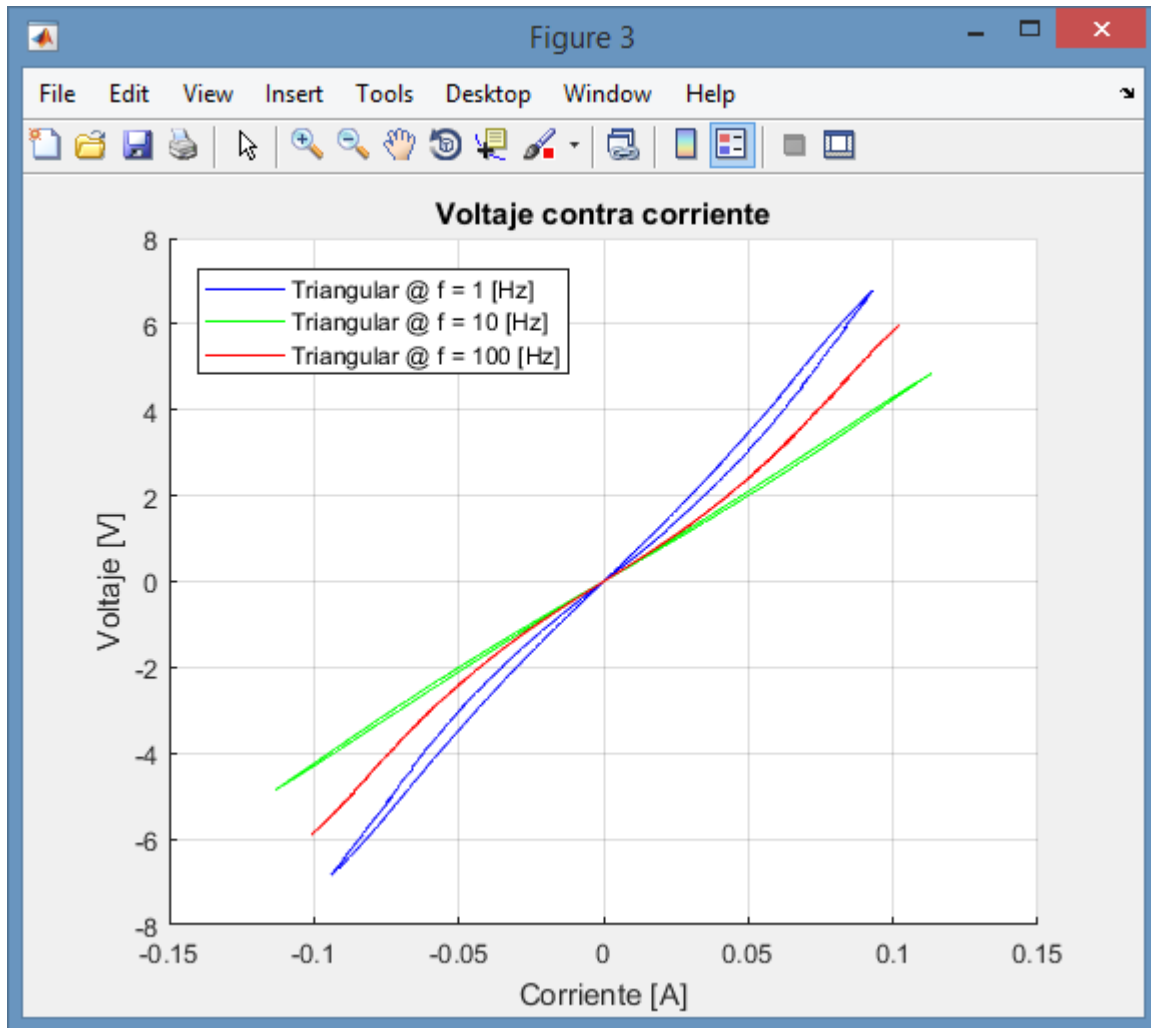 Figure 3
File Edit View Insert Tools Desktop Window Help
Voltaje contra corriente
8
Triangular @ f = 1 [Hz]
Triangular @ f = 10 [Hz]
Triangular @ f = 100 [Hz]
6
4
2
0
-2
-4
-6
-8
Voltaje [V]
-0.15 -0.1 -0.05 0 0.05 0.1 0.15
Corriente [A]